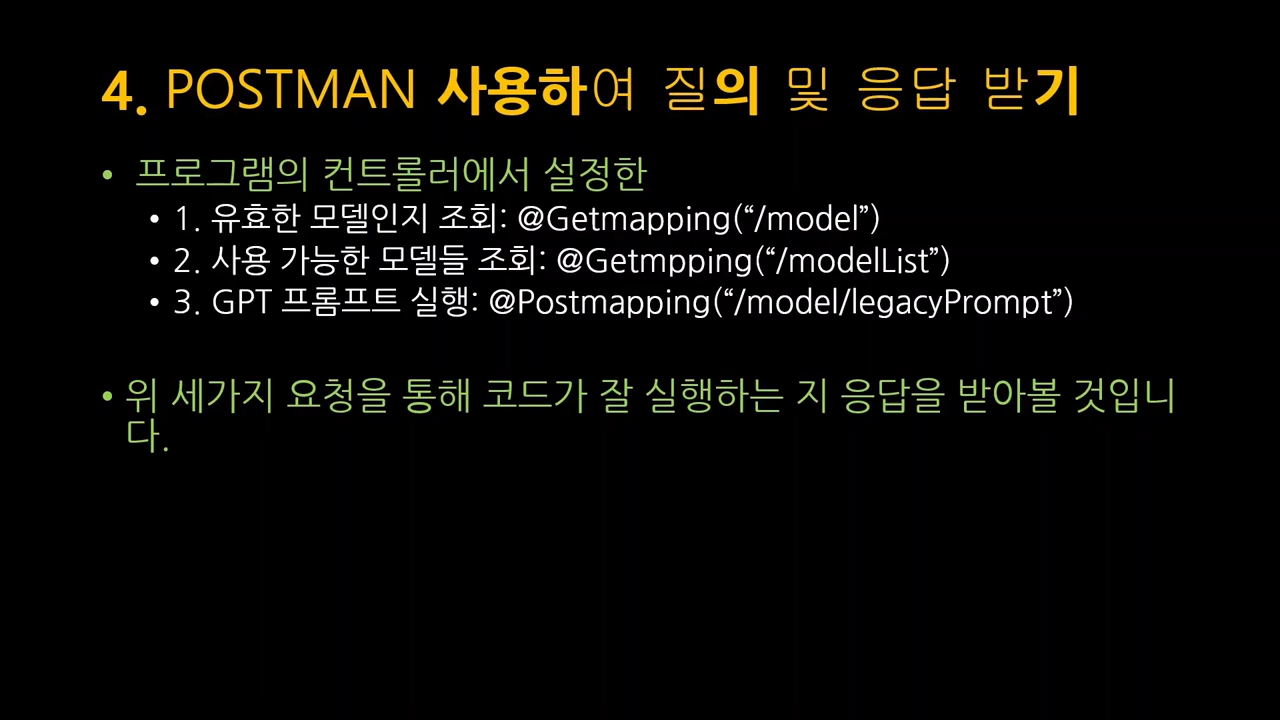 4. POSTMAN 사용하여 질의 및 응답 받기
• 프로그램의 컨트롤러에서 설정한
• 1. 유효한 모델인지 조회: @Getmapping(“/model”)
• 2. 사용 가능한 모델들 조회: @Getmpping(“/modelList”)
• 3. GPT 프롬프트 실행: @Postmapping(“/model/legacyPrompt”)
• 위 세가지 요청을 통해 코드가 잘 실행하는 지 응답을 받아볼 것입니
다.